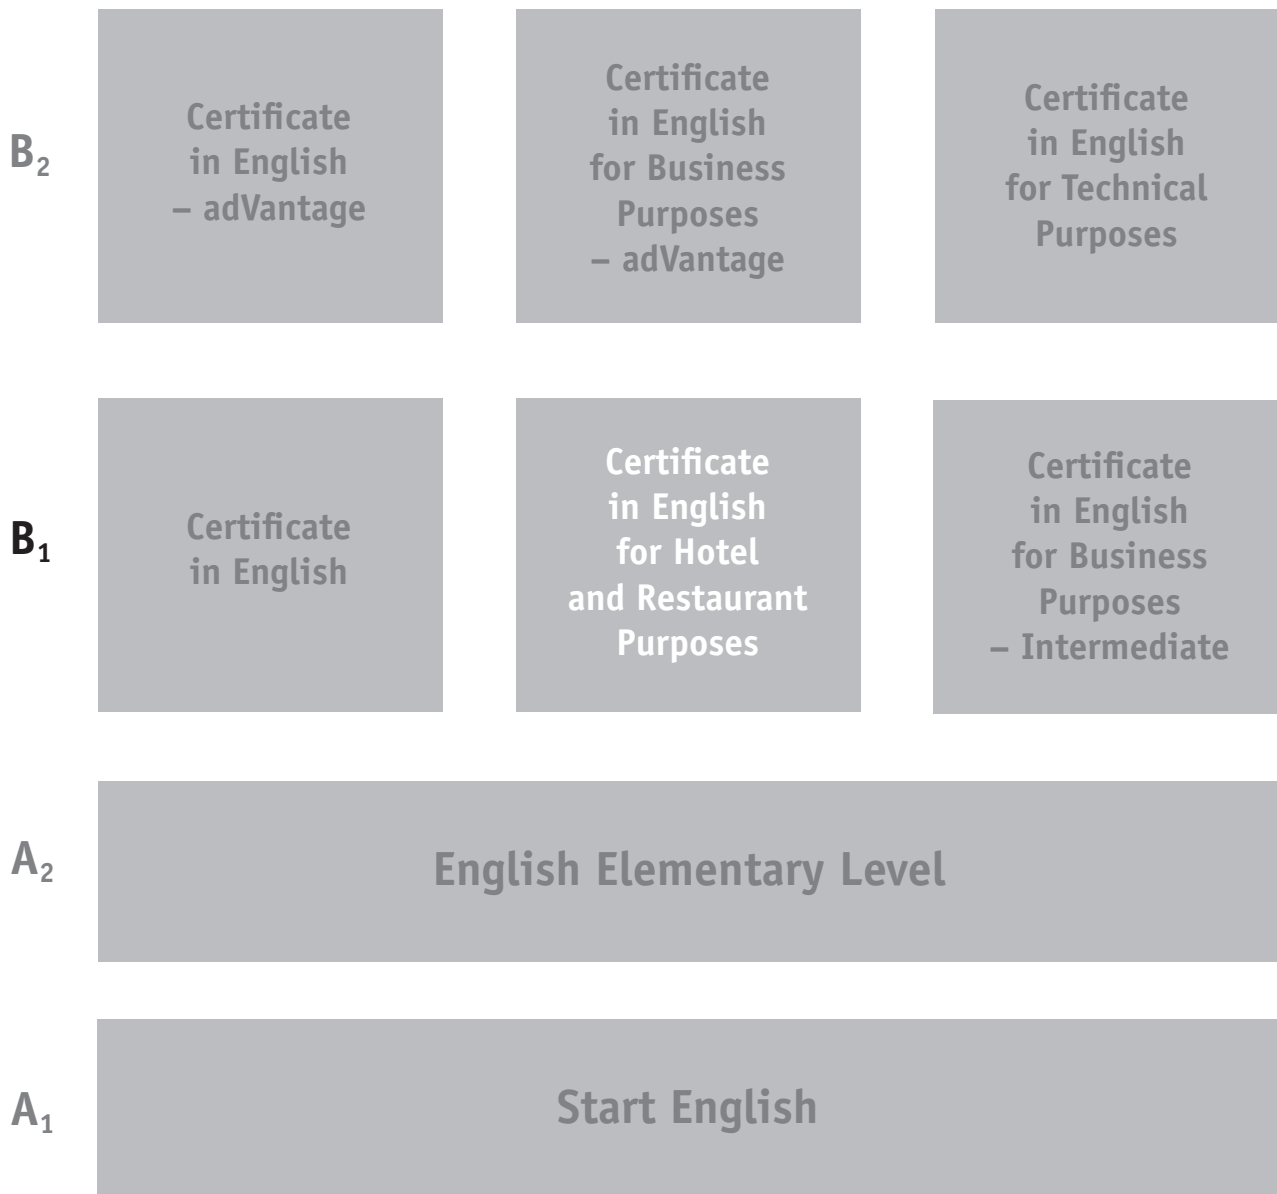 B2
Certificate
in English
– adVantage
Certificate
in English
for Business
Purposes
– adVantage
Certificate
in English
for Technical
Purposes
B1
Certificate
in English
Certificate
in English
for Hotel
and Restaurant
Purposes
Certificate
in English
for Business
Purposes
– Intermediate
A2
English Elementary Level
A1
Start English